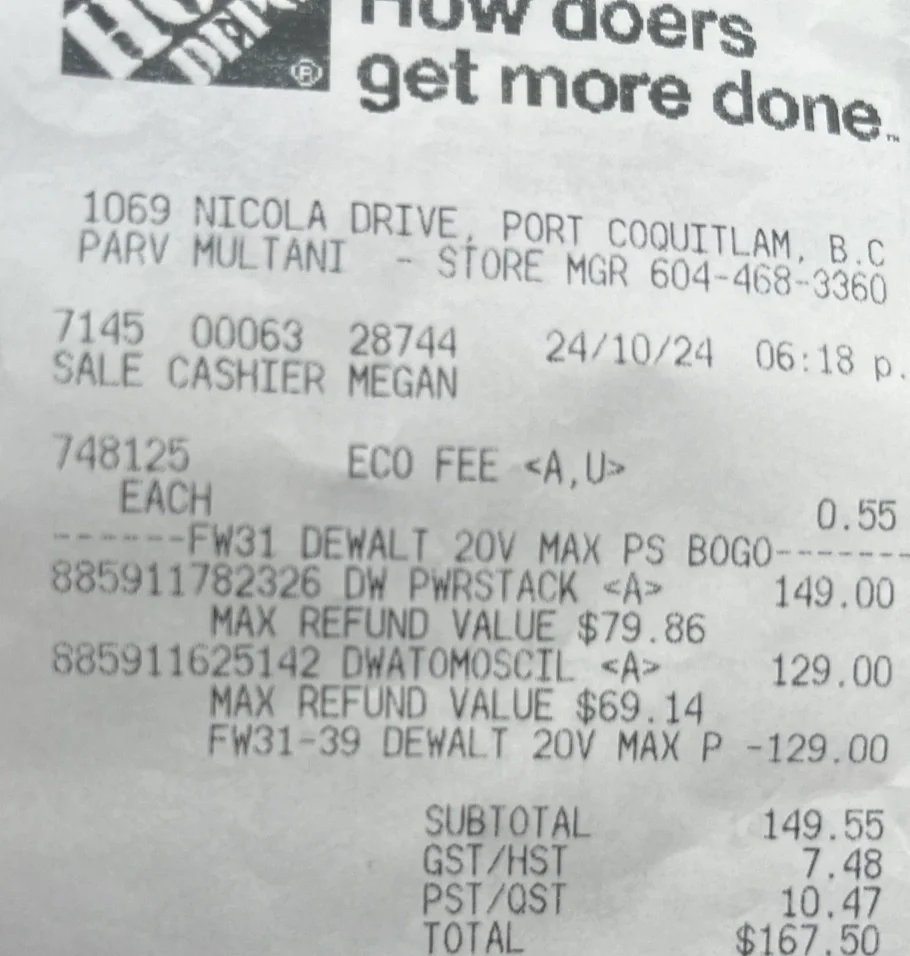 HO
DEPO ®
How doers
get more done™
1069 NICOLA DRIVE, PORT COQUITLAM, B.C
PARV MULTANI - STORE MGR 604-468-3360
7145 00063 28744 24/10/24 06:18 p.
SALE CASHIER MEGAN
748125 ECO FEE <A,U>
EACH 0.55
------FW31 DEWALT 20V MAX PS BOGO-------
885911782326 DW PWRSTACK <A> 149.00
MAX REFUND VALUE $79.86
885911625142 DWATOMOSCIL <A> 129.00
MAX REFUND VALUE $69.14
FW31-39 DEWALT 20V MAX P -129.00
SUBTOTAL 149.55
GST/HST 7.48
PST/QST 10.47
TOTAL $167.50